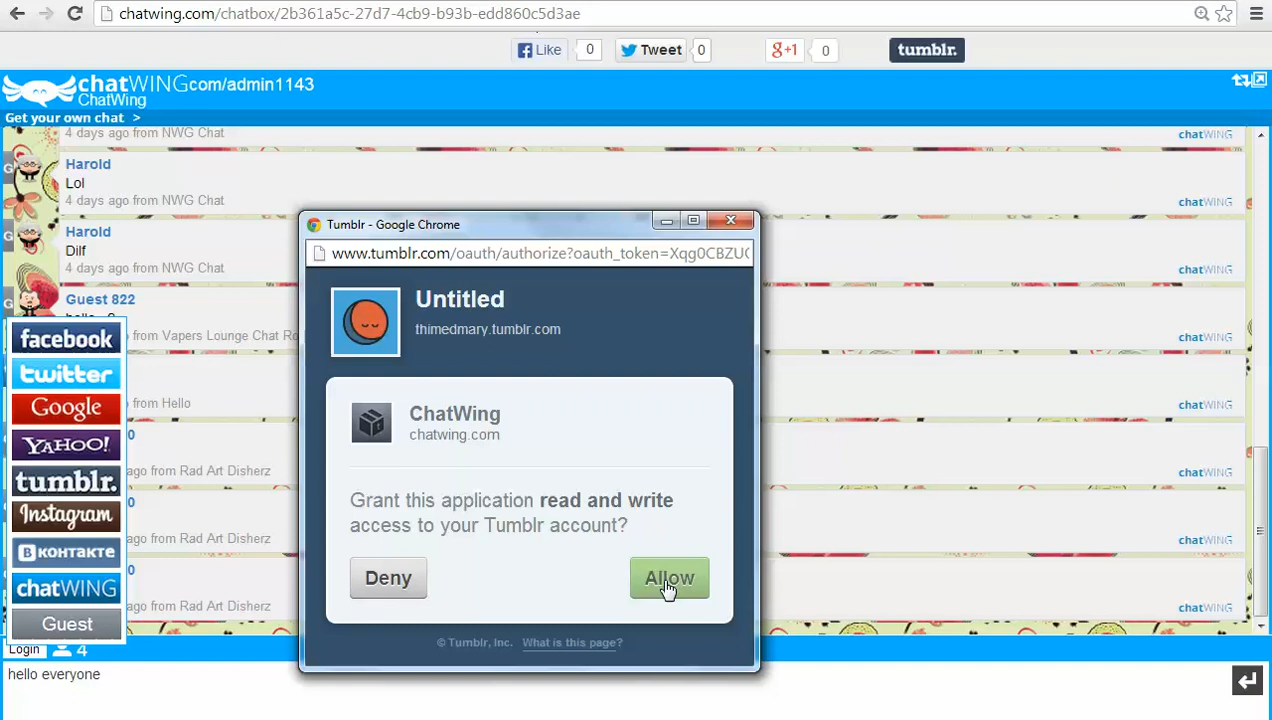 chatwing.com/chatbox/2b361a5c-27d7-4cb9-b93b-edd860c5d3ae
Like 0 Tweet 0 g+1 0 tumblr.
chatWING.com/admin1143
ChatWing
Get your own chat >
4 days ago from NWG Chat chatWING
Harold
Lol
4 days ago from NWG Chat chatWING
Harold
Dilf
4 days ago from NWG Chat chatWING
Guest 822
from Vapers Lounge Chat Ro chatWING
from Hello chatWING
0
ago from Rad Art Disherz chatWING
0
ago from Rad Art Disherz chatWING
0
ago from Rad Art Disherz chatWING
facebook
twitter
Google
YAHOO!
tumblr.
Instagram
B контакте
chatWING
Guest
Login 4
hello everyone
Tumblr - Google Chrome
www.tumblr.com/oauth/authorize?oauth_token=Xqg0CBZU
Untitled
thimedmary.tumblr.com
ChatWing
chatwing.com
Grant this application read and write
access to your Tumblr account?
Deny Allow
© Tumblr, Inc. What is this page?